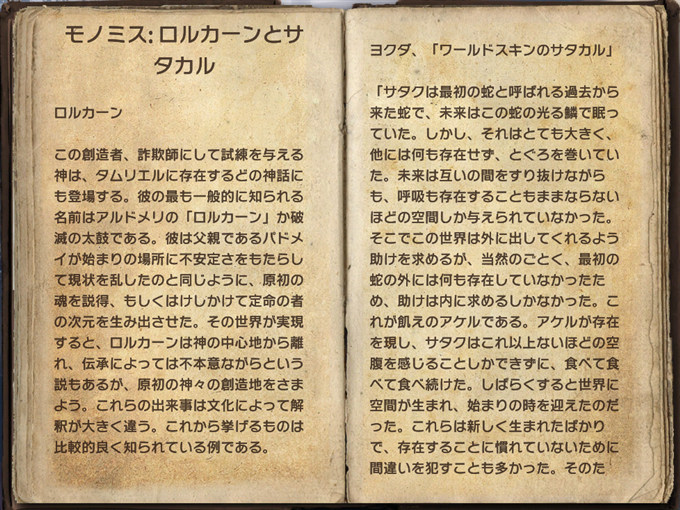 モノミス: ロルカーンとサ
タカル
ロルカーン
この創造者、詐欺師にして試練を与える
神は、タムリエルに存在するどの神話に
も登場する。彼の最も一般的に知られる
名前はアルドメリの「ロルカーン」か破
滅の太鼓である。彼は父親であるパドメ
イが始まりの場所に不安定さをもたらし
て現状を乱したのと同じように、原初の
魂を説得、もしくはけしかけて定命の者
の次元を生み出させた。その世界が実現
すると、ロルカーンは神の中心地から離
れ、伝承によっては不本意ながらという
説もあるが、原初の神々の創造地をさま
よう。これらの出来事は文化によって解
釈が大きく違う。これから挙げるものは
比較的良く知られている例である。
ヨクダ、「ワールドスキンのサタカル」
「サタクは最初の蛇と呼ばれる過去から
来た蛇で、未来はこの蛇の光る鱗で眠っ
ていた。しかし、それはとても大きく、
他には何も存在せず、とぐろを巻いてい
た。未来は互いの間をすり抜けながら
も、呼吸も存在することもままならない
ほどの空間しか与えられていなかった。
そこでこの世界は外に出してくれるよう
助けを求めるが、当然のごとく、最初の
蛇の外には何も存在していなかったた
め、助けは内に求めるしかなかった。こ
れが飢えのアケルである。アケルが存在
を現し、サタクはこれ以上ないほどの空
腹を感じることしかできずに、食べて食
べて食べ続けた。しばらくすると世界に
空間が生まれ、始まりの時を迎えたのだ
った。これらは新しく生まれたばかり
で、存在することに慣れていないために
間違いを犯すことも多かった。そのた